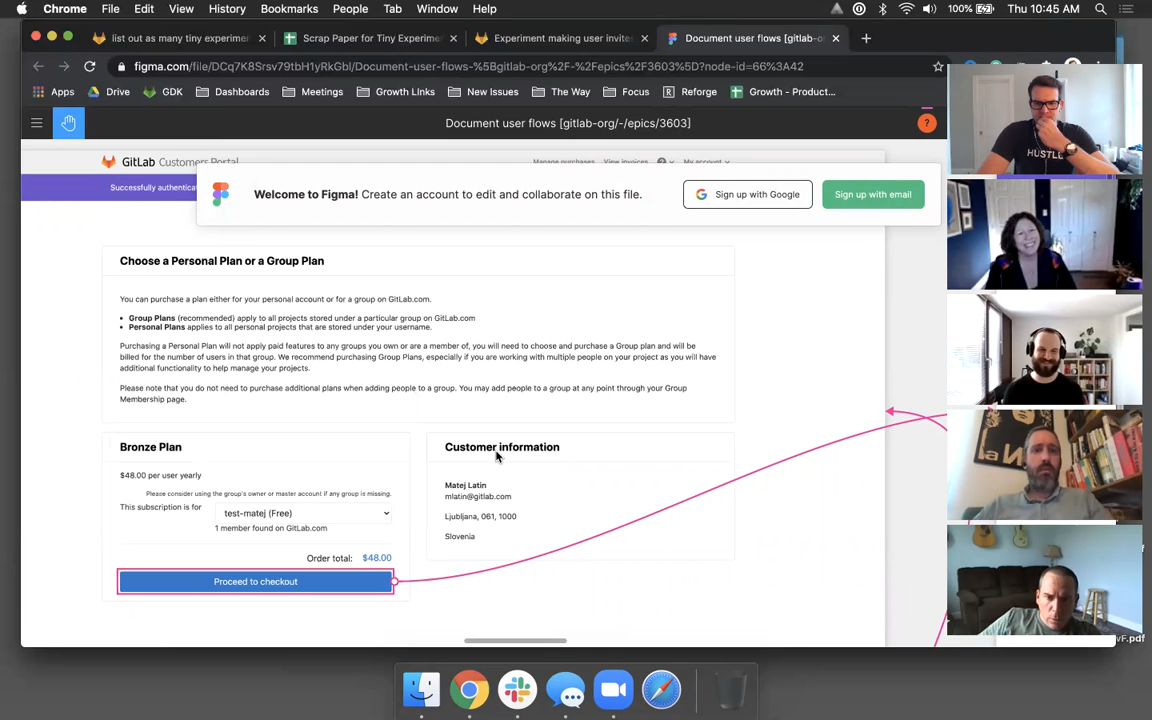 Chrome File Edit View History Bookmarks People Tab Window Help 100% Thu 10:45 AM
list out as many tiny experimen
Scrap Paper for Tiny Experime
Experiment making user invites
Document user flows [gitlab-o
figma.com/file/DCq7K8Srsv79tbH1yRkGbl/Document-user-flows-%5Bgitlab-org%2F-%2Fepics%2F3603%5D?node-id=66%3A42
Apps Drive GDK Dashboards Meetings Growth LInks New Issues The Way Focus Reforge Growth - Product...
Document user flows [gitlab-org/-/epics/3603]
?
GitLab Customers Portal
Manage purchases View invoices My account
Successfully authentica
Welcome to Figma! Create an account to edit and collaborate on this file.
Sign up with Google
Sign up with email
Choose a Personal Plan or a Group Plan
You can purchase a plan either for your personal account or for a group on GitLab.com.
• Group Plans (recommended) apply to all projects stored under a particular group on GitLab.com
• Personal Plans applies to all personal projects that are stored under your username.
Purchasing a Personal Plan will not apply paid features to any groups you own or are a member of, you will need to choose and purchase a Group plan and will be
billed for the number of users in that group. We recommend purchasing Group Plans, especially if you are working with multiple people on your project as you will have
additional functionality to help manage your projects.
Please note that you do not need to purchase additional plans when adding people to a group. You may add people to a group at any point through your Group
Membership page.
Bronze Plan
$48.00 per user yearly
Please consider using the group's owner or master account if any group is missing.
This subscription is for
test-matej (Free)
1 member found on GitLab.com
Order total: $48.00
Proceed to checkout
Customer information
Matej Latin
mlatin@gitlab.com
Ljubljana, 061, 1000
Slovenia
HUSTLE
vF.pdf